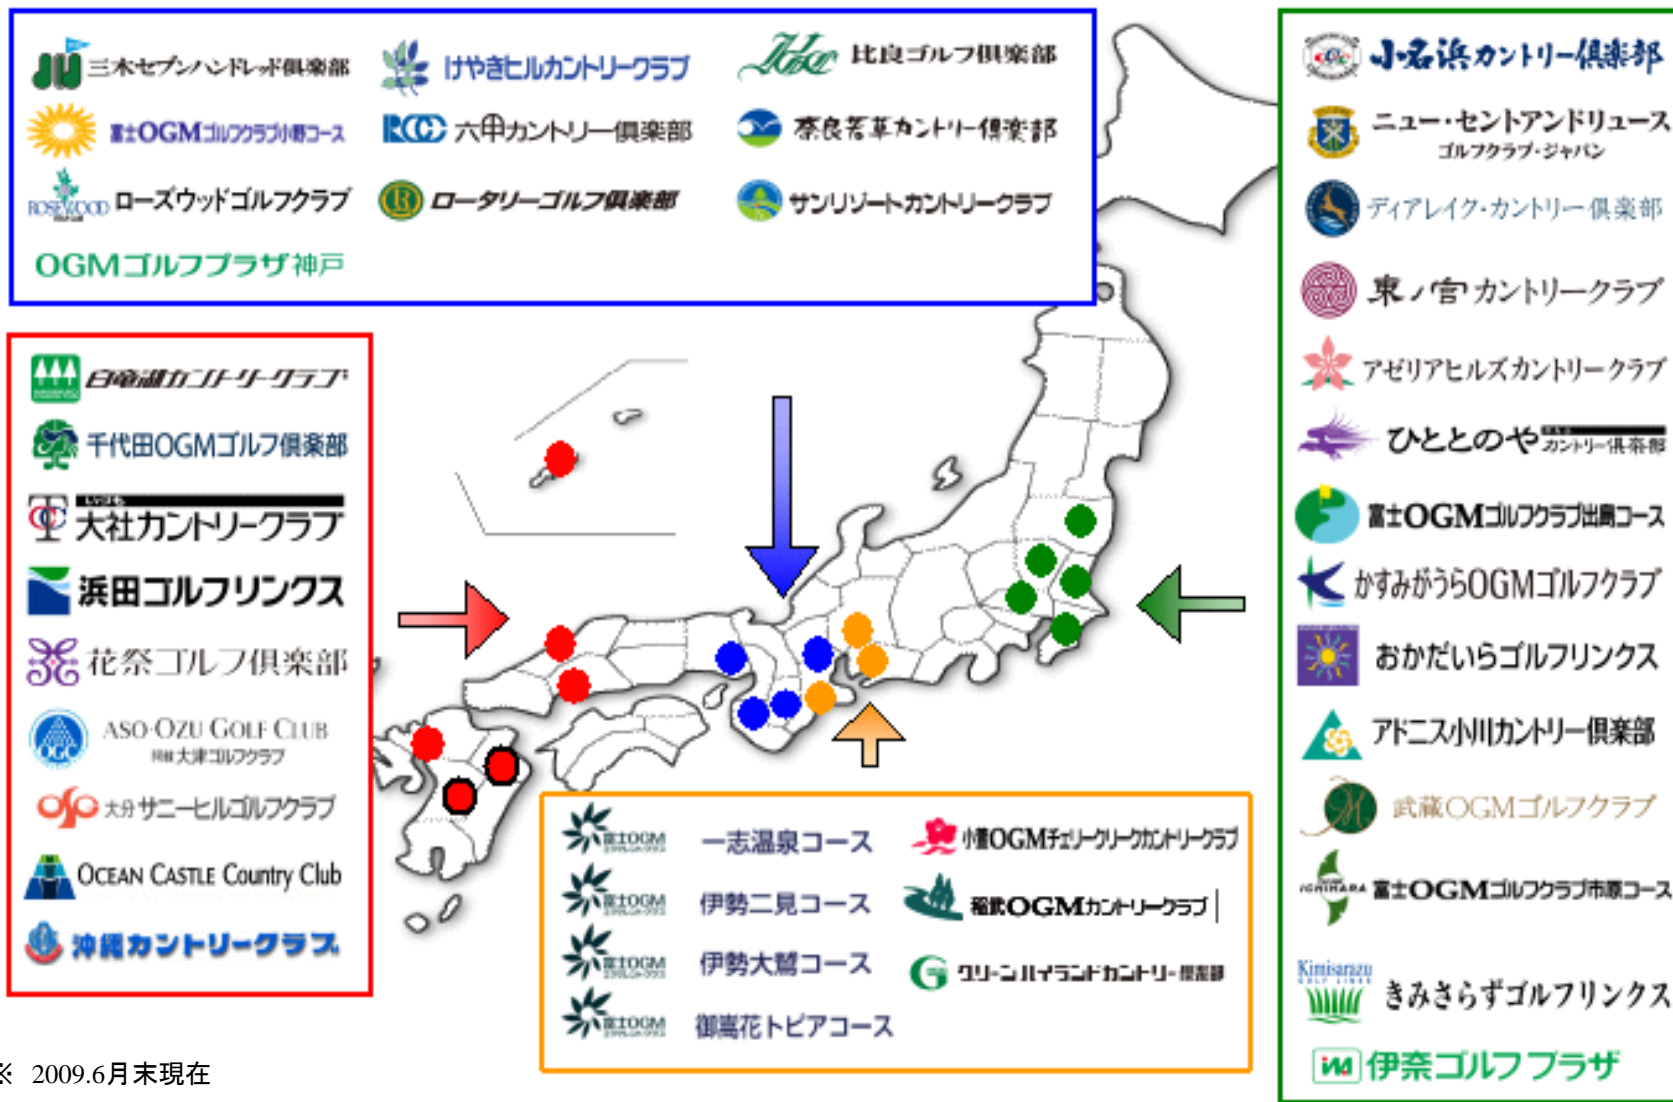 三木セブンハンドレッド倶楽部
けやきヒルカントリークラブ
比良ゴルフ倶楽部
富士OGMゴルフクラブ小野コース
RCC 六甲カントリー倶楽部
奈良若草カントリー倶楽部
ROSEWOOD ローズウッドゴルフクラブ
ロータリーゴルフ倶楽部
サンリゾートカントリークラブ
OGMゴルフプラザ神戸
白竜湖カントリークラブ
千代田OGMゴルフ倶楽部
いづも
大社カントリークラブ
浜田ゴルフリンクス
花祭ゴルフ倶楽部
OGC
ASO OZU GOLF CLUB
阿蘇大津ゴルフクラブ
大分サニーヒルゴルフクラブ
OCEAN CASTLE Country Club
沖縄カントリークラブ
富士OGM 一志温泉コース
富士OGM 伊勢二見コース
富士OGM 伊勢大鷲コース
富士OGM 御嵩花トピアコース
小萱OGMチェリークリークカントリークラブ
稲武OGMカントリークラブ
グリーンハイランドカントリー倶楽部
小名浜カントリー倶楽部
ニュー・セントアンドリュース
ゴルフクラブ・ジャパン
ディアレイク・カントリー倶楽部
東ノ宮カントリークラブ
アゼリアヒルズカントリークラブ
ひととのやカントリー倶楽部
富士OGMゴルフクラブ出島コース
かすみがうらOGMゴルフクラブ
おかだいらゴルフリンクス
アドニス小川カントリー倶楽部
武蔵OGMゴルフクラブ
ICHIHARA 富士OGMゴルフクラブ市原コース
Kimisarazu
GOLF LINKS
きみさらずゴルフリンクス
ina 伊奈ゴルフプラザ
※ 2009.6月末現在